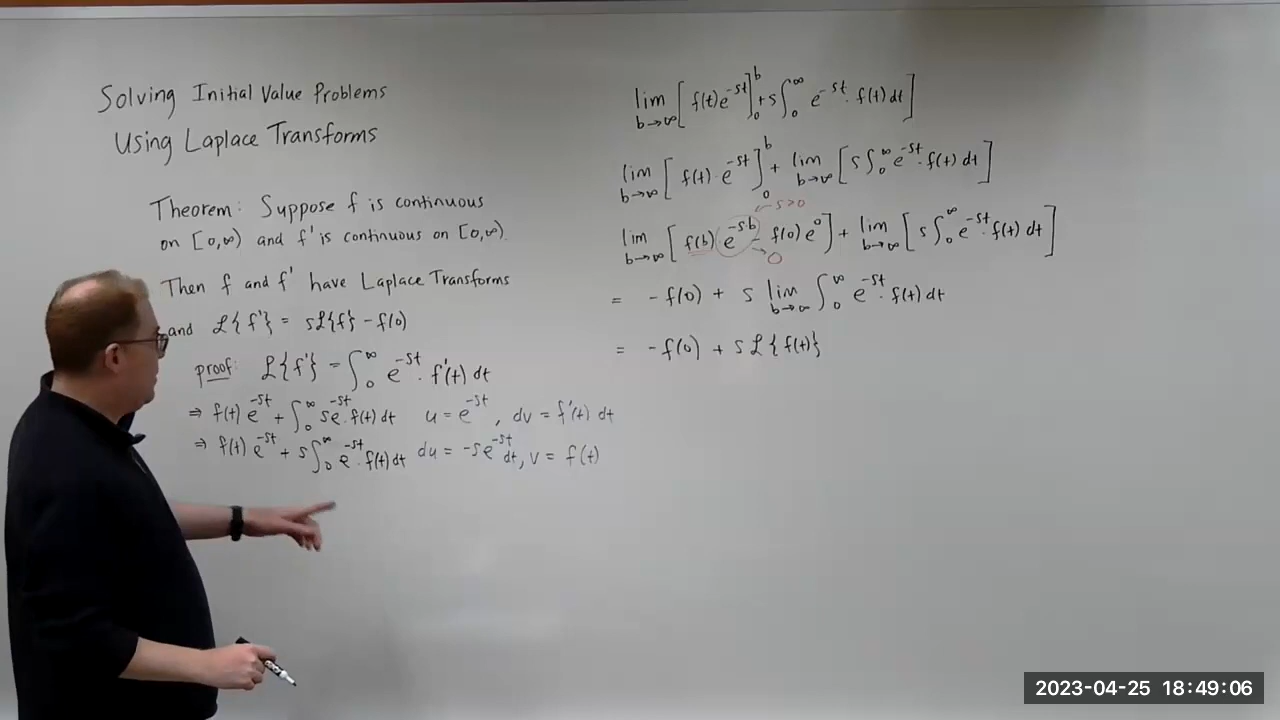 Solving Initial Value Problems
Using Laplace Transforms
Theorem: Suppose f is continuous
on [0,∞) and f' is continuous on [0,∞).
Then f and f' have Laplace Transforms
and ℒ{f'} = sℒ{f} - f(0)
proof: ℒ{f'} = ∫₀^∞ e^{-st} · f'(t) dt
⇒ f(t) e^{-st} + ∫₀^∞ se^{-st} · f(t) dt u = e^{-st}, dv = f'(t) dt
⇒ f(t) e^{-st} + s∫₀^∞ e^{-st} · f(t) dt du = -se^{-st} dt, v = f(t)
lim_{b→∞} [f(t)e^{-st}]₀^b + s∫₀^∞ e^{-st} · f(t) dt]
lim_{b→∞} [f(t) · e^{-st}]₀^b + lim_{b→∞} [s∫₀^∞ e^{-st} · f(t) dt]
← s>0
lim_{b→∞} [f(b) e^{-sb} - f(0) e^0] + lim_{b→∞} [s∫₀^∞ e^{-st} · f(t) dt]
→ 0
= -f(0) + s lim_{b→∞} ∫₀^∞ e^{-st} · f(t) dt
= -f(0) + s ℒ{f(t)}
2023-04-25 18:49:06